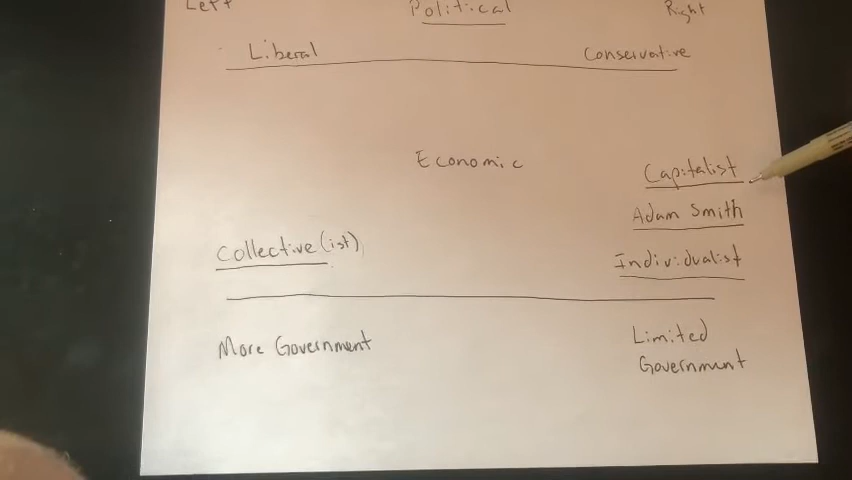 Left Political Right
Liberal Conservative
Economic
Capitalist
Adam Smith
Collective(ist)
Individualist
More Government
Limited
Government